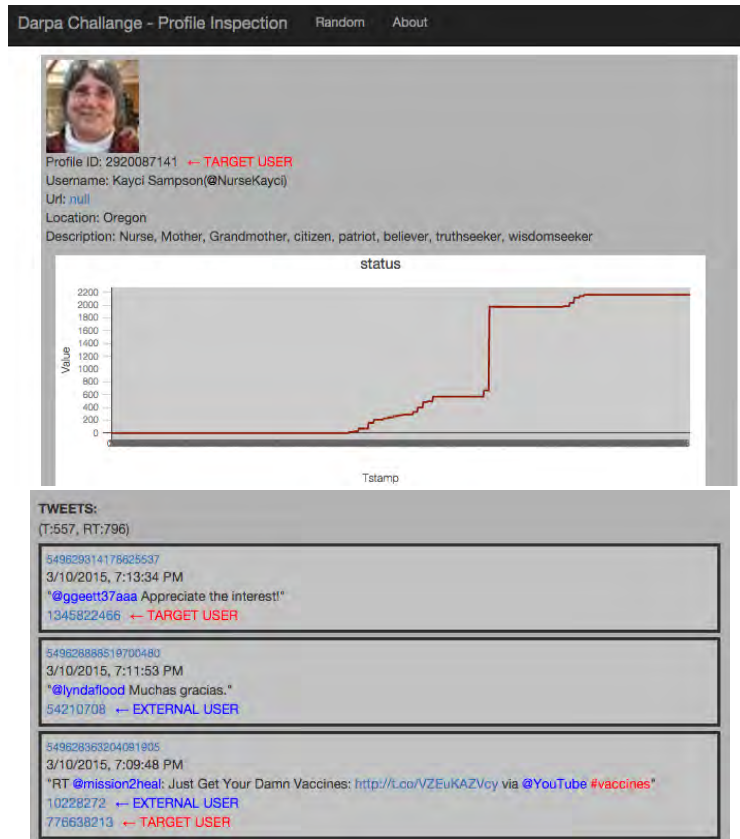 Darpa Challange - Profile Inspection Random About
Profile ID: 2920087141 ← TARGET USER
Username: Kayci Sampson(@NurseKayci)
Url: null
Location: Oregon
Description: Nurse, Mother, Grandmother, citizen, patriot, believer, truthseeker, wisdomseeker
status
2200
2000
1800
1600
1400
1200
1000
800
600
400
200
0
Value
Tstamp
TWEETS:
(T:557, RT:796)
549629314178625537
3/10/2015, 7:13:34 PM
"@ggeett37aaa Appreciate the interest!"
1345822466 ← TARGET USER
549628888519700480
3/10/2015, 7:11:53 PM
"@lyndaflood Muchas gracias."
54210708 ← EXTERNAL USER
549628363204091905
3/10/2015, 7:09:48 PM
"RT @mission2heal: Just Get Your Damn Vaccines: http://t.co/VZEuKAZVcy via @YouTube #vaccines"
10228272 ← EXTERNAL USER
776638213 ← TARGET USER